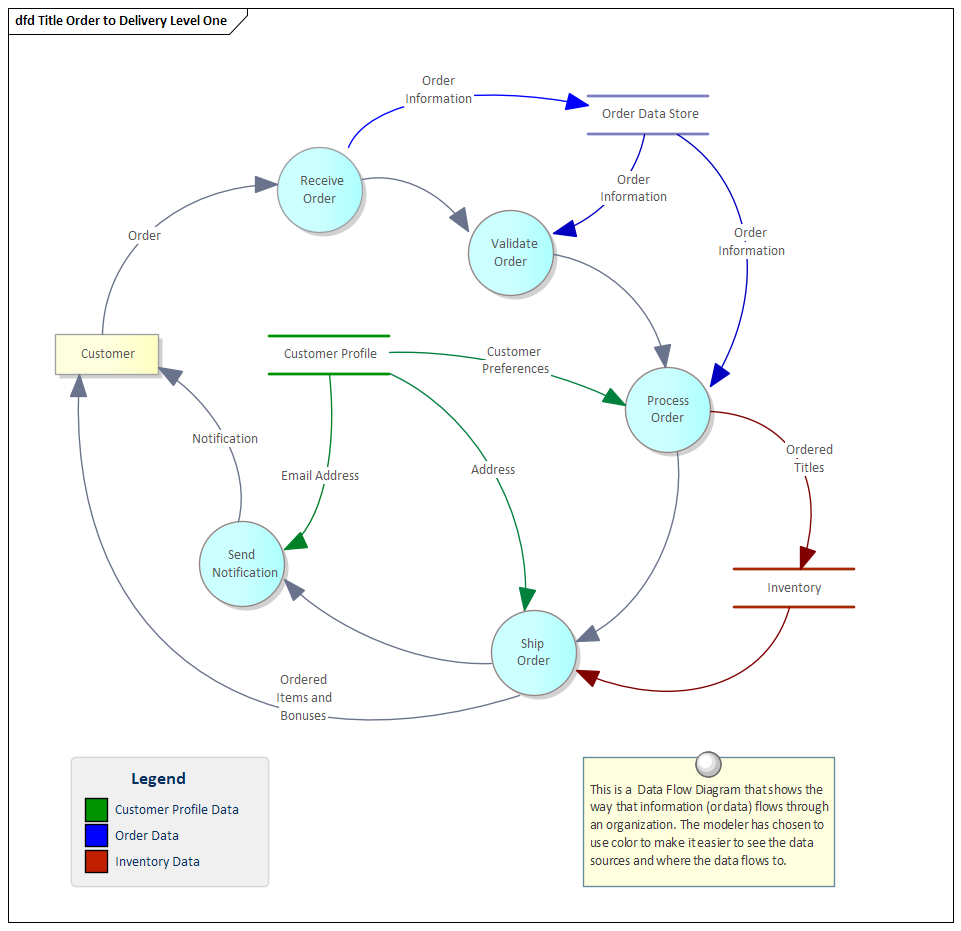 dfd Title Order to Delivery Level One
Order
Information
Order Data Store
Receive
Order
Order
Information
Validate
Order
Order
Order
Information
Customer
Customer Profile
Customer
Preferences
Process
Order
Notification
Email Address
Address
Ordered
Titles
Send
Notification
Inventory
Ship
Order
Ordered
Items and
Bonuses
Legend
Customer Profile Data
Order Data
Inventory Data
This is a Data Flow Diagram that shows the
way that information (or data) flows through
an organization. The modeler has chosen to
use color to make it easier to see the data
sources and where the data flows to.